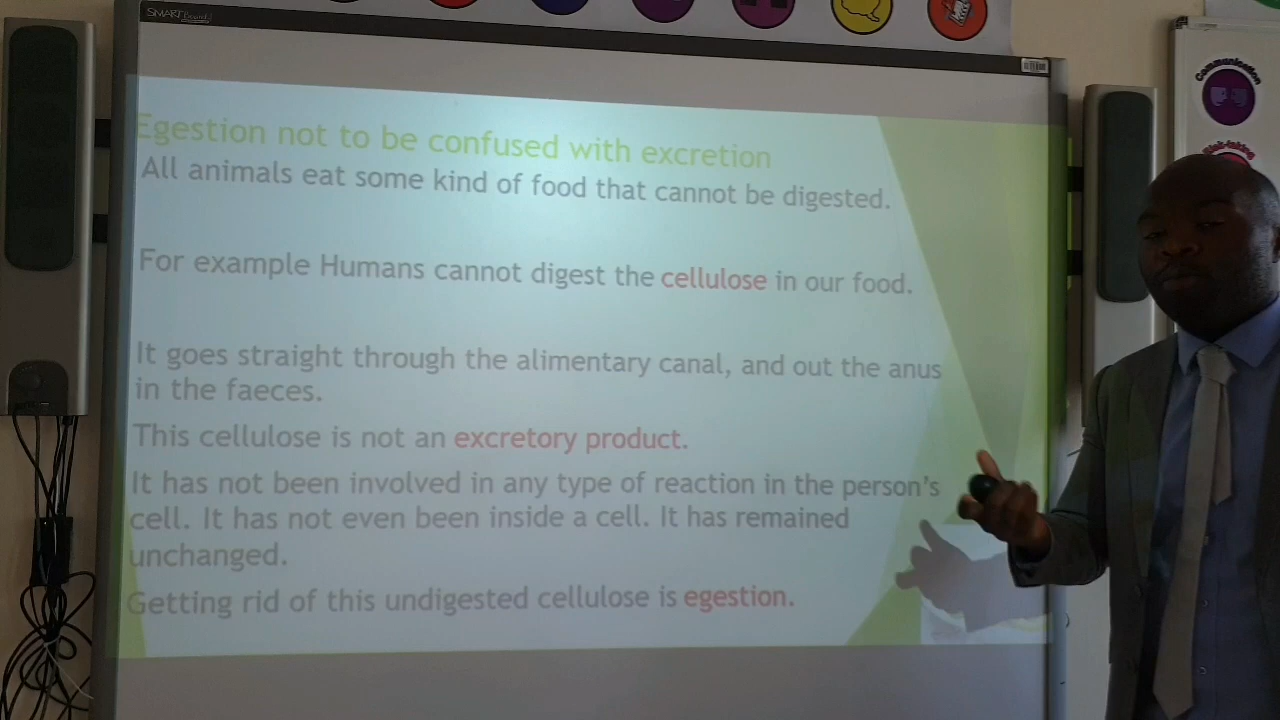 SMART Board
Communication
Egestion not to be confused with excretion
All animals eat some kind of food that cannot be digested.
For example Humans cannot digest the cellulose in our food.
It goes straight through the alimentary canal, and out the anus
in the faeces.
This cellulose is not an excretory product.
It has not been involved in any type of reaction in the person's
cell. It has not even been inside a cell. It has remained
unchanged.
Getting rid of this undigested cellulose is egestion.